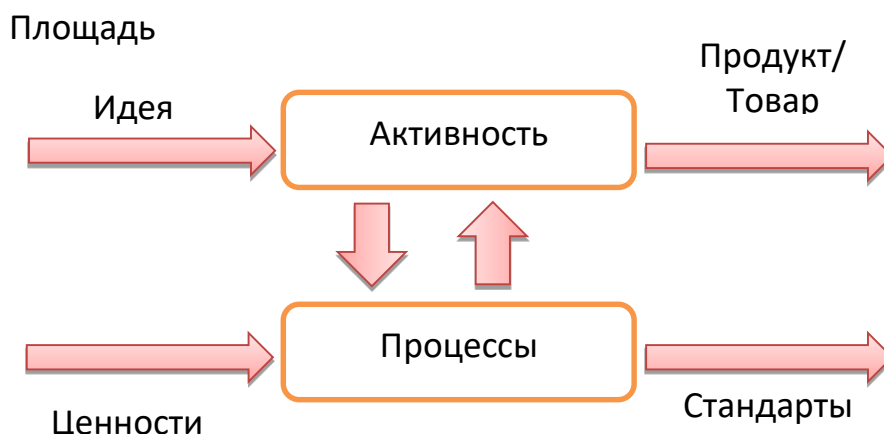 Площадь
Идея
Активность
Продукт/
Товар
Процессы
Ценности
Стандарты